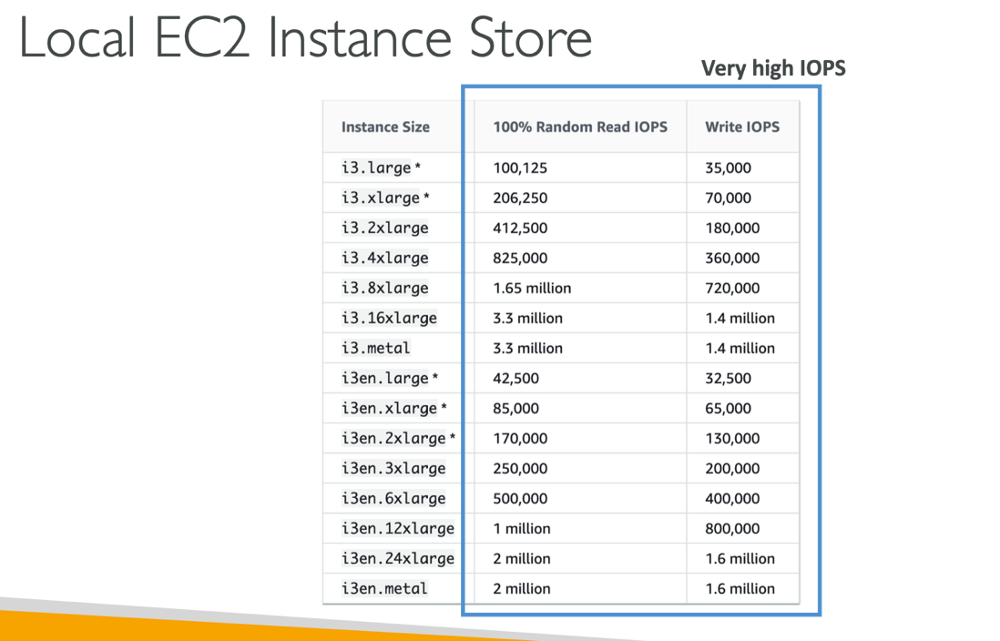 Local EC2 Instance Store
Very high IOPS
Instance Size 100% Random Read IOPS Write IOPS
i3.large * 100,125 35,000
i3.xlarge * 206,250 70,000
i3.2xlarge 412,500 180,000
i3.4xlarge 825,000 360,000
i3.8xlarge 1.65 million 720,000
i3.16xlarge 3.3 million 1.4 million
i3.metal 3.3 million 1.4 million
i3en.large * 42,500 32,500
i3en.xlarge * 85,000 65,000
i3en.2xlarge * 170,000 130,000
i3en.3xlarge 250,000 200,000
i3en.6xlarge 500,000 400,000
i3en.12xlarge 1 million 800,000
i3en.24xlarge 2 million 1.6 million
i3en.metal 2 million 1.6 million